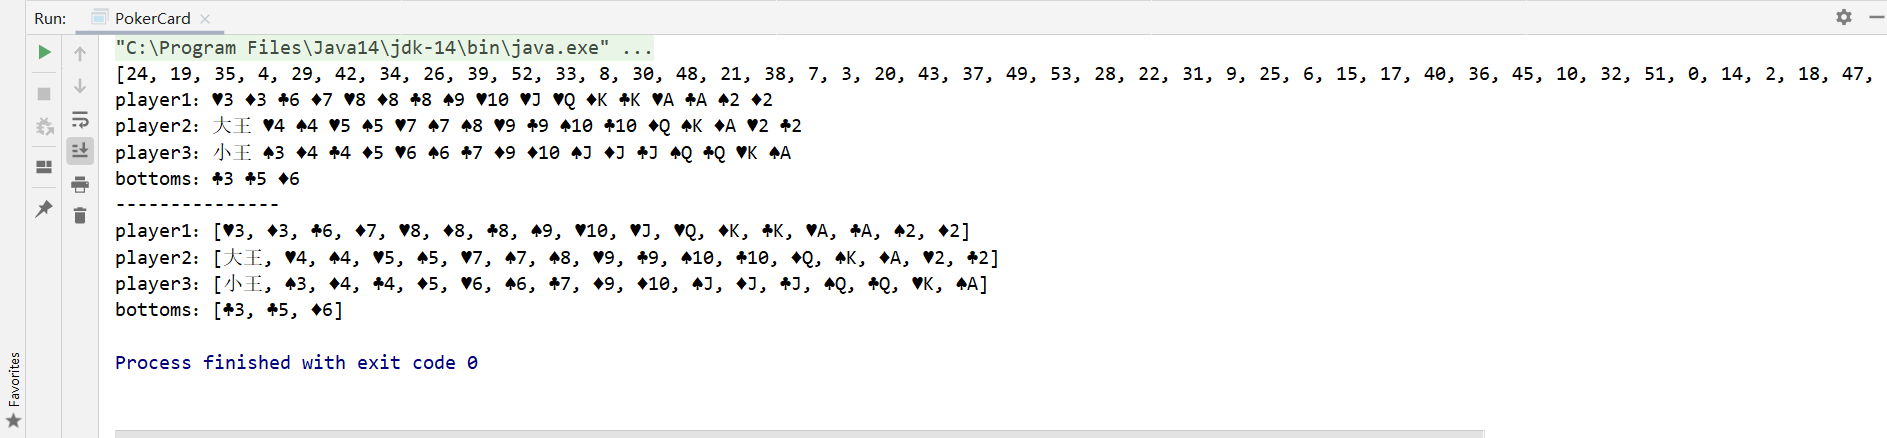 Run: PokerCard
"C:\Program Files\Java14\jdk-14\bin\java.exe" ...
[24, 19, 35, 4, 29, 42, 34, 26, 39, 52, 33, 8, 30, 48, 21, 38, 7, 3, 20, 43, 37, 49, 53, 28, 22, 31, 9, 25, 6, 15, 17, 40, 36, 45, 10, 32, 51, 0, 14, 2, 18, 47,
player1: ♥3 ♦3 ♣6 ♦7 ♥8 ♦8 ♣8 ♠9 ♥10 ♥J ♥Q ♦K ♣K ♥A ♣A ♠2 ♦2
player2: 大王 ♥4 ♠4 ♥5 ♠5 ♥7 ♠7 ♠8 ♥9 ♣9 ♠10 ♣10 ♦Q ♠K ♦A ♥2 ♣2
player3: 小王 ♠3 ♦4 ♣4 ♦5 ♥6 ♠6 ♣7 ♦9 ♦10 ♠J ♦J ♣J ♠Q ♣Q ♥K ♠A
bottoms: ♣3 ♣5 ♦6
---------------
player1: [♥3, ♦3, ♣6, ♦7, ♥8, ♦8, ♣8, ♠9, ♥10, ♥J, ♥Q, ♦K, ♣K, ♥A, ♣A, ♠2, ♦2]
player2: [大王, ♥4, ♠4, ♥5, ♠5, ♥7, ♠7, ♠8, ♥9, ♣9, ♠10, ♣10, ♦Q, ♠K, ♦A, ♥2, ♣2]
player3: [小王, ♠3, ♦4, ♣4, ♦5, ♥6, ♠6, ♣7, ♦9, ♦10, ♠J, ♦J, ♣J, ♠Q, ♣Q, ♥K, ♠A]
bottoms: [♣3, ♣5, ♦6]
Process finished with exit code 0
Favorites